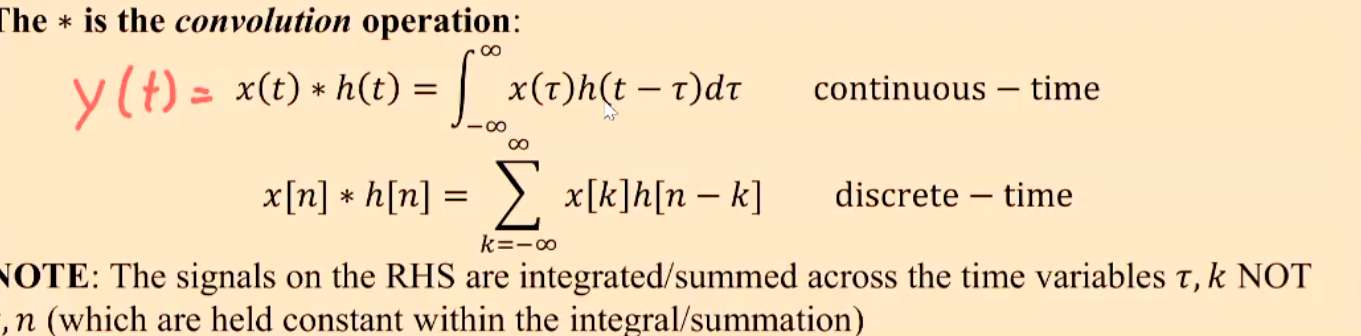 The * is the convolution operation:
y(t) = x(t) * h(t) = ∫_{-∞}^{∞} x(τ)h(t − τ)dτ continuous − time
x[n] * h[n] = ∑_{k=-∞}^{∞} x[k]h[n − k] discrete − time
NOTE: The signals on the RHS are integrated/summed across the time variables τ, k NOT
, n (which are held constant within the integral/summation)